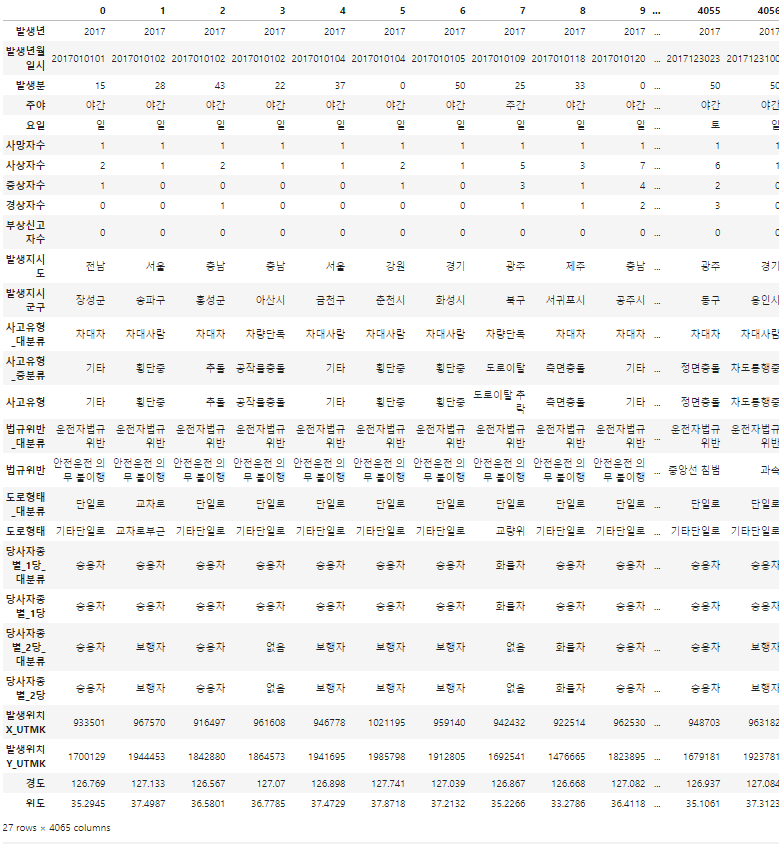 0 1 2 3 4 5 6 7 8 9 ... 4055 4056
발생년 2017 2017 2017 2017 2017 2017 2017 2017 2017 2017 ... 2017 2017
발생년월
일시 2017010101 2017010102 2017010102 2017010102 2017010104 2017010104 2017010105 2017010109 2017010118 2017010120 ... 2017123023 2017123100
발생분 15 28 43 22 37 0 50 25 33 0 ... 50 50
주야 야간 야간 야간 야간 야간 야간 야간 주간 야간 야간 ... 야간 야간
요일 일 일 일 일 일 일 일 일 일 일 ... 토 일
사망자수 1 1 1 1 1 1 1 1 1 1 ... 1 1
사상자수 2 1 2 1 1 2 1 5 3 7 ... 6 1
중상자수 1 0 0 0 0 1 0 3 1 4 ... 2 0
경상자수 0 0 1 0 0 0 0 1 1 2 ... 3 0
부상신고
자수 0 0 0 0 0 0 0 0 0 0 ... 0 0
발생지시
도 전남 서울 충남 충남 서울 강원 경기 광주 제주 충남 ... 광주 경기
발생지시
군구 장성군 송파구 홍성군 아산시 금천구 춘천시 화성시 북구 서귀포시 공주시 ... 동구 용인시
사고유형
_대분류 차대차 차대사람 차대차 차량단독 차대사람 차대사람 차대사람 차량단독 차대차 차대차 ... 차대차 차대사람
사고유형
_중분류 기타 횡단중 추돌 공작물충돌 기타 횡단중 횡단중 도로이탈 측면충돌 기타 ... 정면충돌 차도통행중
사고유형 기타 횡단중 추돌 공작물충돌 기타 횡단중 횡단중 도로이탈 추
락 측면충돌 기타 ... 정면충돌 차도통행중
법규위반
_대분류 운전자법규
위반 운전자법규
위반 운전자법규
위반 운전자법규
위반 운전자법규
위반 운전자법규
위반 운전자법규
위반 운전자법규
위반 운전자법규
위반 운전자법규
위반 ... 운전자법규
위반 운전자법규
위반
법규위반 안전운전 의
무 불이행 안전운전 의
무 불이행 안전운전 의
무 불이행 안전운전 의
무 불이행 안전운전 의
무 불이행 안전운전 의
무 불이행 안전운전 의
무 불이행 안전운전 의
무 불이행 안전운전 의
무 불이행 안전운전 의
무 불이행 ... 중앙선 침범 과속
도로형태
_대분류 단일로 교차로 단일로 단일로 단일로 단일로 단일로 단일로 단일로 단일로 ... 단일로 단일로
도로형태 기타단일로 교차로부근 기타단일로 기타단일로 기타단일로 기타단일로 기타단일로 교량위 기타단일로 기타단일로 ... 기타단일로 기타단일로
당사자종
별_1당_
대분류 승용차 승용차 승용차 승용차 승용차 승용차 승용차 화물차 승용차 승용차 ... 승용차 승용차
당사자종
별_1당 승용차 승용차 승용차 승용차 승용차 승용차 승용차 화물차 승용차 승용차 ... 승용차 승용차
당사자종
별_2당_
대분류 승용차 보행자 승용차 없음 보행자 보행자 보행자 없음 화물차 승용차 ... 승용차 보행자
당사자종
별_2당 승용차 보행자 승용차 없음 보행자 보행자 보행자 없음 화물차 승용차 ... 승용차 보행자
발생위치
X_UTMK 933501 967570 916497 961608 946778 1021195 959140 942432 922514 962530 ... 948703 963182
발생위치
Y_UTMK 1700129 1944453 1842880 1864573 1941695 1985798 1912805 1692541 1476665 1823895 ... 1679181 1923781
경도 126.769 127.133 126.567 127.07 126.898 127.741 127.039 126.867 126.668 127.082 ... 126.937 127.084
위도 35.2945 37.4987 36.5801 36.7785 37.4729 37.8718 37.2132 35.2266 33.2786 36.4118 ... 35.1061 37.3123
27 rows × 4065 columns